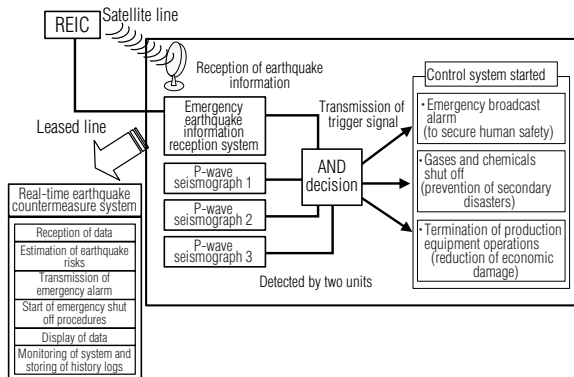 REIC
Satellite line
Reception of earthquake
information
Leased line
Emergency
earthquake
information
reception system
P-wave
seismograph 1
P-wave
seismograph 2
P-wave
seismograph 3
Transmission of
trigger signal
AND
decision
Detected by two units
Control system started
・Emergency broadcast
alarm
(to secure human safety)
・Gases and chemicals
shut off
(prevention of secondary
disasters)
・Termination of production
equipment operations
(reduction of economic
damage)
Real-time earthquake
countermeasure system
Reception of data
Estimation of earthquake
risks
Transmission of
emergency alarm
Start of emergency shut
off procedures
Display of data
Monitoring of system and
storing of history logs